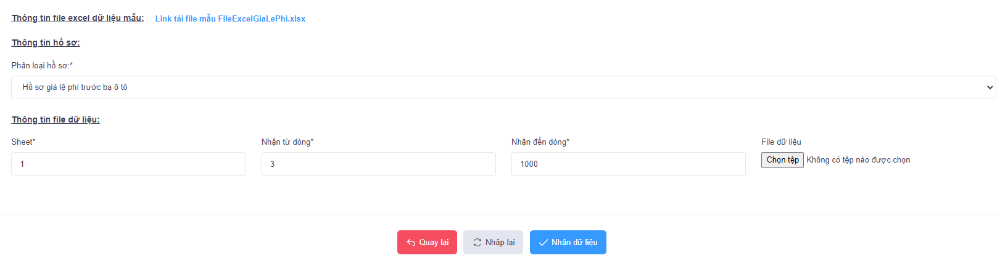 Thông tin file excel dữ liệu mẫu: Link tải file mẫu FileExcelGiaLePhi.xlsx
Thông tin hồ sơ:
Phân loại hồ sơ:*
Hồ sơ giá lệ phí trước bạ ô tô
Thông tin file dữ liệu:
Sheet* Nhận từ dòng* Nhận đến dòng* File dữ liệu
1 3 1000 Chọn tệp Không có tệp nào được chọn
Quay lại Nhập lại Nhận dữ liệu